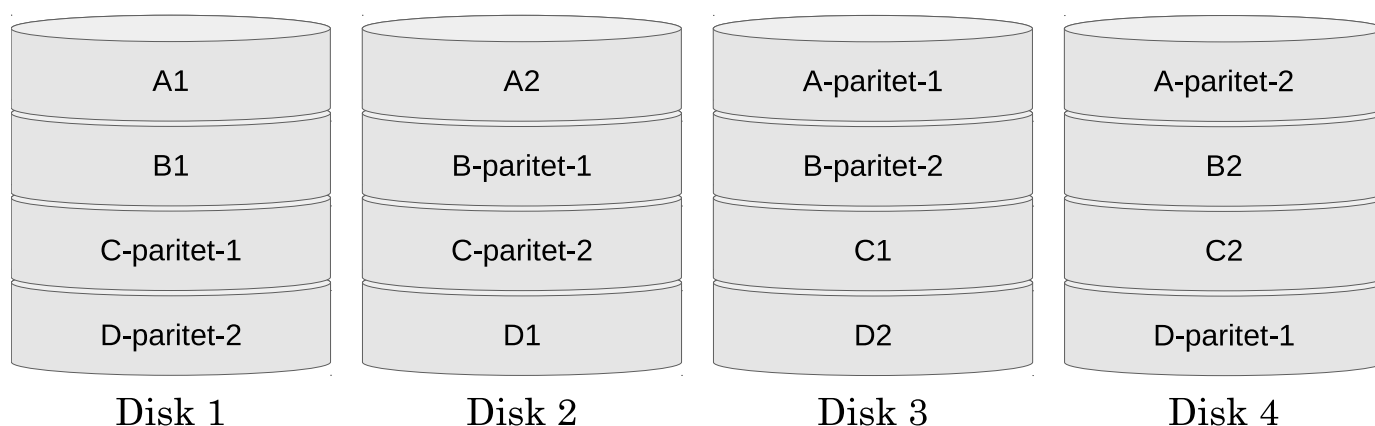 A1 A2 A-paritet-1 A-paritet-2
B1 B-paritet-1 B-paritet-2 B2
C-paritet-1 C-paritet-2 C1 C2
D-paritet-2 D1 D2 D-paritet-1
Disk 1 Disk 2 Disk 3 Disk 4